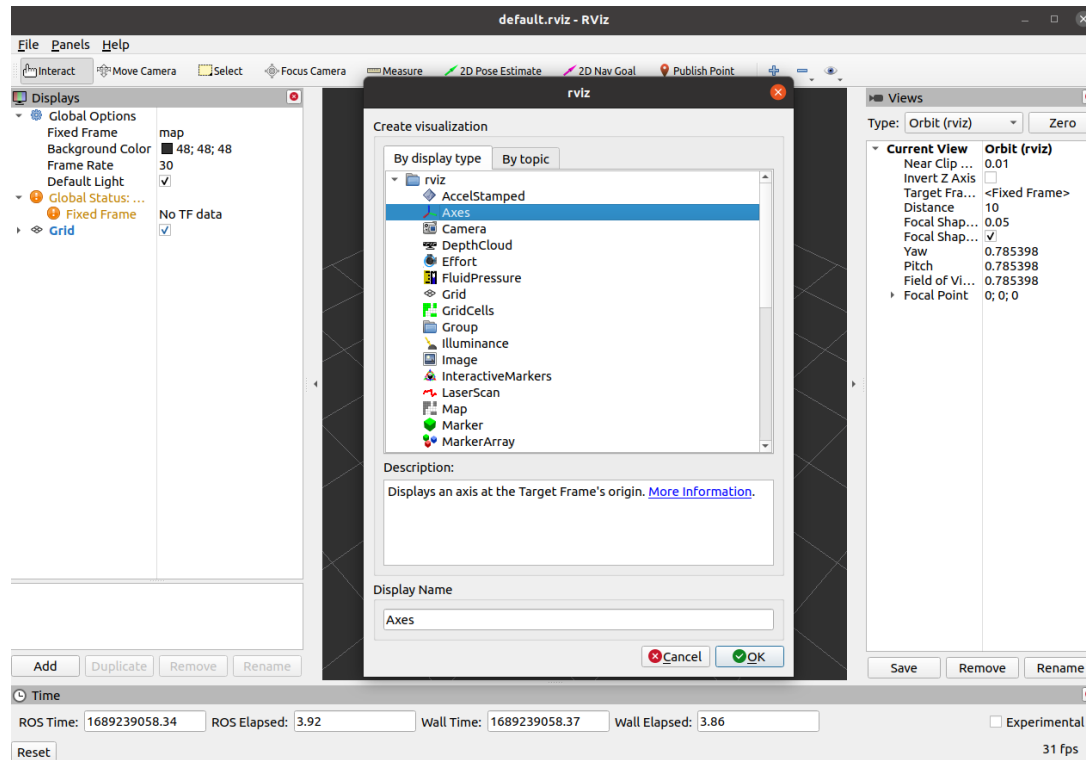 default.rviz - RViz
File Panels Help
Interact Move Camera Select Focus Camera Measure 2D Pose Estimate 2D Nav Goal Publish Point
Displays
Global Options
Fixed Frame map
Background Color 48; 48; 48
Frame Rate 30
Default Light
Global Status: ...
Fixed Frame No TF data
Grid
Add Duplicate Remove Rename
rviz
Create visualization
By display type By topic
rviz
AccelStamped
Axes
Camera
DepthCloud
Effort
FluidPressure
Grid
GridCells
Group
Illuminance
Image
InteractiveMarkers
LaserScan
Map
Marker
MarkerArray
Description:
Displays an axis at the Target Frame's origin. More Information.
Display Name
Axes
Cancel OK
Views
Type: Orbit (rviz) Zero
Current View Orbit (rviz)
Near Clip ... 0.01
Invert Z Axis
Target Fra... <Fixed Frame>
Distance 10
Focal Shap... 0.05
Focal Shap...
Yaw 0.785398
Pitch 0.785398
Field of Vi... 0.785398
Focal Point 0; 0; 0
Save Remove Rename
Time
ROS Time: 1689239058.34 ROS Elapsed: 3.92 Wall Time: 1689239058.37 Wall Elapsed: 3.86 Experimental
Reset 31 fps